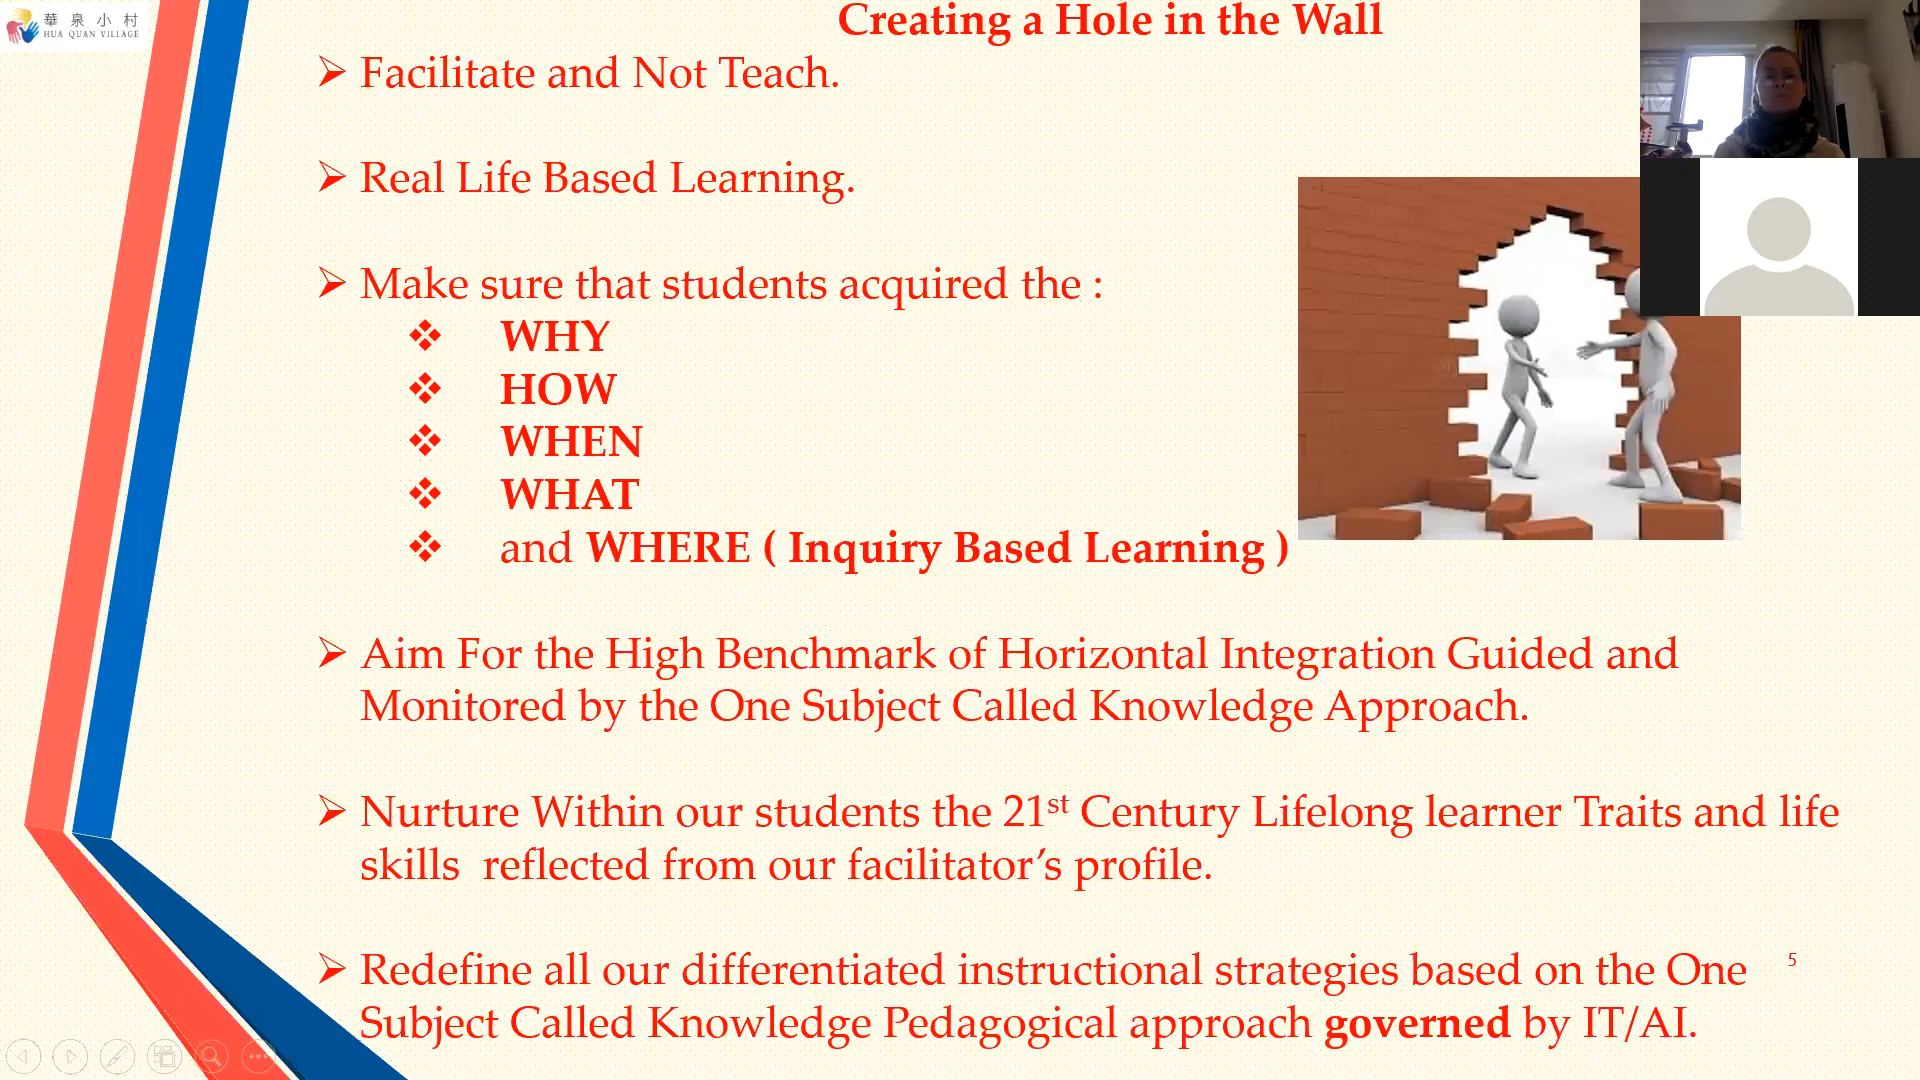 華泉小村
HUA QUAN VILLAGE
Creating a Hole in the Wall
➢ Facilitate and Not Teach.
➢ Real Life Based Learning.
➢ Make sure that students acquired the :
❖ WHY
❖ HOW
❖ WHEN
❖ WHAT
❖ and WHERE ( Inquiry Based Learning )
➢ Aim For the High Benchmark of Horizontal Integration Guided and
Monitored by the One Subject Called Knowledge Approach.
➢ Nurture Within our students the 21st Century Lifelong learner Traits and life
skills  reflected from our facilitator’s profile.
➢ Redefine all our differentiated instructional strategies based on the One
Subject Called Knowledge Pedagogical approach governed by IT/AI.
5